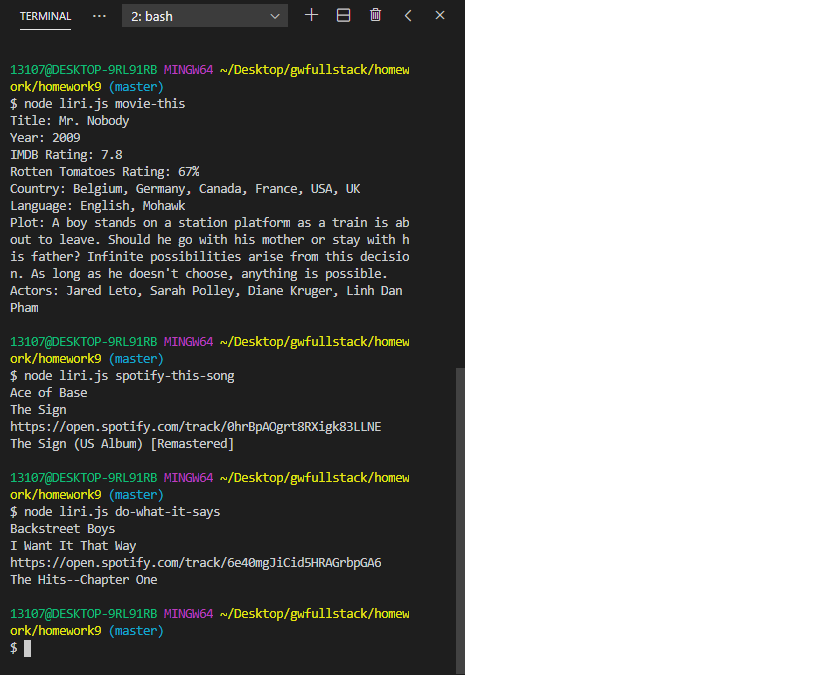 TERMINAL ... 2: bash
13107@DESKTOP-9RL91RB MINGW64 ~/Desktop/gwfullstack/homew
ork/homework9 (master)
$ node liri.js movie-this
Title: Mr. Nobody
Year: 2009
IMDB Rating: 7.8
Rotten Tomatoes Rating: 67%
Country: Belgium, Germany, Canada, France, USA, UK
Language: English, Mohawk
Plot: A boy stands on a station platform as a train is ab
out to leave. Should he go with his mother or stay with h
is father? Infinite possibilities arise from this decisio
n. As long as he doesn't choose, anything is possible.
Actors: Jared Leto, Sarah Polley, Diane Kruger, Linh Dan
Pham
13107@DESKTOP-9RL91RB MINGW64 ~/Desktop/gwfullstack/homew
ork/homework9 (master)
$ node liri.js spotify-this-song
Ace of Base
The Sign
https://open.spotify.com/track/0hrBpAOgrt8RXigk83LLNE
The Sign (US Album) [Remastered]
13107@DESKTOP-9RL91RB MINGW64 ~/Desktop/gwfullstack/homew
ork/homework9 (master)
$ node liri.js do-what-it-says
Backstreet Boys
I Want It That Way
https://open.spotify.com/track/6e40mgJiCid5HRAGrbpGA6
The Hits--Chapter One
13107@DESKTOP-9RL91RB MINGW64 ~/Desktop/gwfullstack/homew
ork/homework9 (master)
$